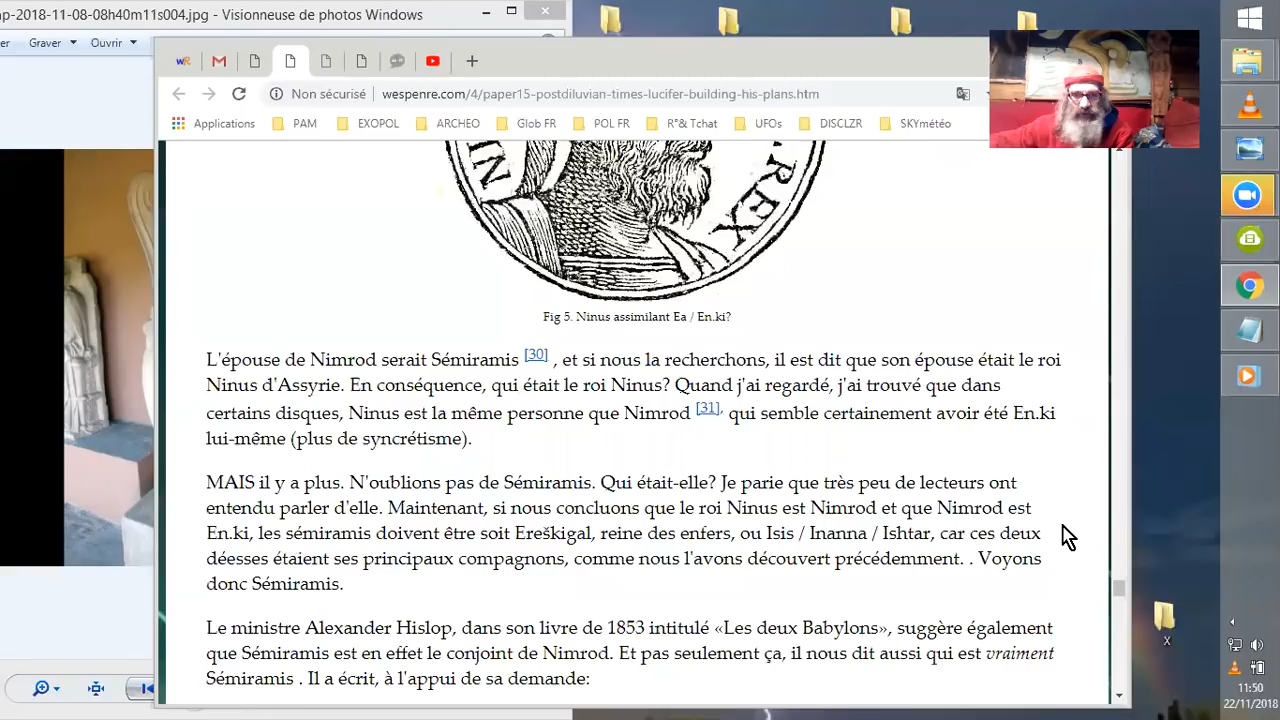 ap-2018-11-08-08h40m11s004.jpg - Visionneuse de photos Windows
Graver
Ouvrir
Non sécurisé
wespenre.com/4/paper15-postdiluvian-times-lucifer-building-his-plans.htm
Applications
PAM
EXOPOL
ARCHEO
Glob FR
POL FR
R°& Tchat
UFOs
DISCLZR
SKYmétéo
REX
Fig 5. Ninus assimilant Ea / En.ki?
L'épouse de Nimrod serait Sémiramis [30] , et si nous la recherchons, il est dit que son épouse était le roi
Ninus d'Assyrie. En conséquence, qui était le roi Ninus? Quand j'ai regardé, j'ai trouvé que dans
certains disques, Ninus est la même personne que Nimrod [31], qui semble certainement avoir été En.ki
lui-même (plus de syncrétisme).
MAIS il y a plus. N'oublions pas de Sémiramis. Qui était-elle? Je parie que très peu de lecteurs ont
entendu parler d'elle. Maintenant, si nous concluons que le roi Ninus est Nimrod et que Nimrod est
En.ki, les sémiramis doivent être soit Ereškigal, reine des enfers, ou Isis / Inanna / Ishtar, car ces deux
déesses étaient ses principaux compagnons, comme nous l'avons découvert précédemment. . Voyons
donc Sémiramis.
Le ministre Alexander Hislop, dans son livre de 1853 intitulé «Les deux Babylons», suggère également
que Sémiramis est en effet le conjoint de Nimrod. Et pas seulement ça, il nous dit aussi qui est vraiment
Sémiramis . Il a écrit, à l'appui de sa demande:
X
11:50
22/11/2018